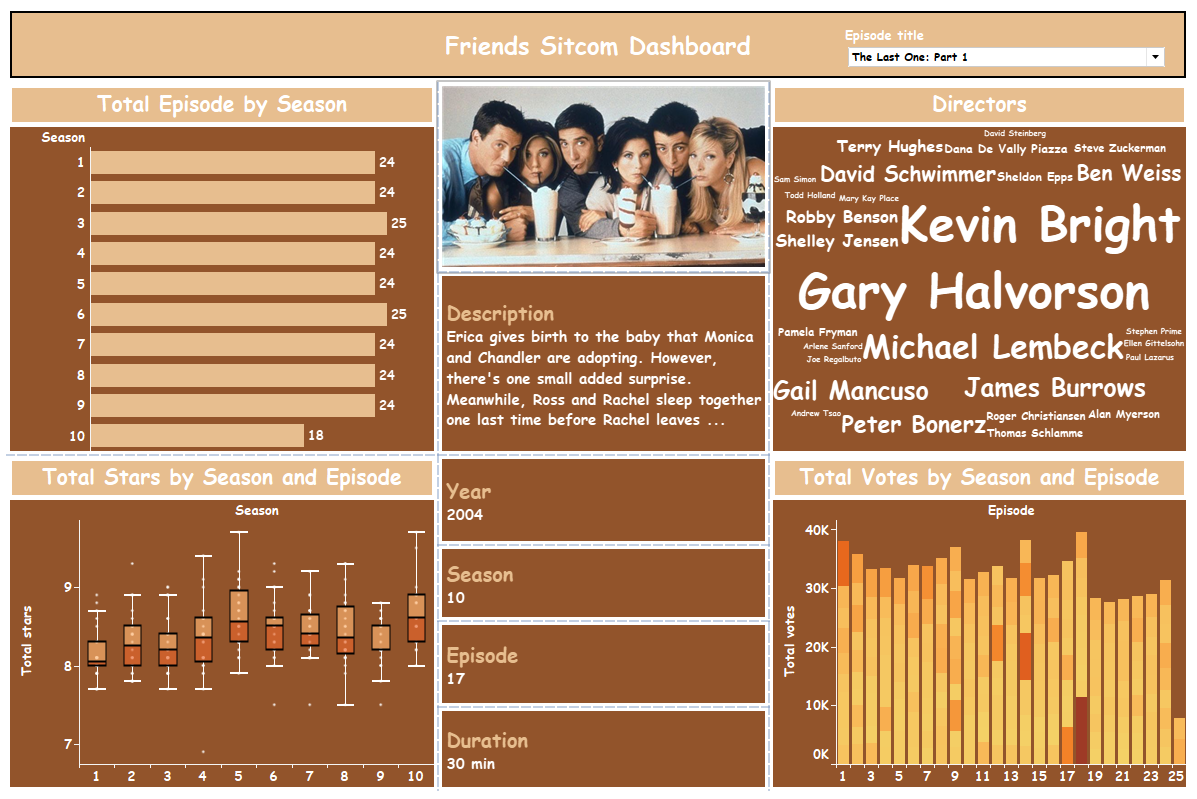 Friends Sitcom Dashboard
Episode title
The Last One: Part 1
Total Episode by Season
Season
1 24
2 24
3 25
4 24
5 24
6 25
7 24
8 24
9 24
10 18
Description
Erica gives birth to the baby that Monica
and Chandler are adopting. However,
there's one small added surprise.
Meanwhile, Ross and Rachel sleep together
one last time before Rachel leaves ...
Directors
David Steinberg
Terry Hughes Dana De Vally Piazza Steve Zuckerman
Sam Simon David Schwimmer Sheldon Epps Ben Weiss
Todd Holland Mary Kay Place
Robby Benson Kevin Bright
Shelley Jensen
Gary Halvorson
Pamela Fryman Stephen Prime
Arlene Sanford Michael Lembeck Ellen Gittelsohn
Joe Regalbuto Paul Lazarus
Gail Mancuso James Burrows
Andrew Tsao Peter Bonerz Roger Christiansen Alan Myerson
Thomas Schlamme
Total Stars by Season and Episode
Season
Total stars
9
8
7
1 2 3 4 5 6 7 8 9 10
Year
2004
Season
10
Episode
17
Duration
30 min
Total Votes by Season and Episode
Episode
Total votes
40K
30K
20K
10K
0K
1 3 5 7 9 11 13 15 17 19 21 23 25